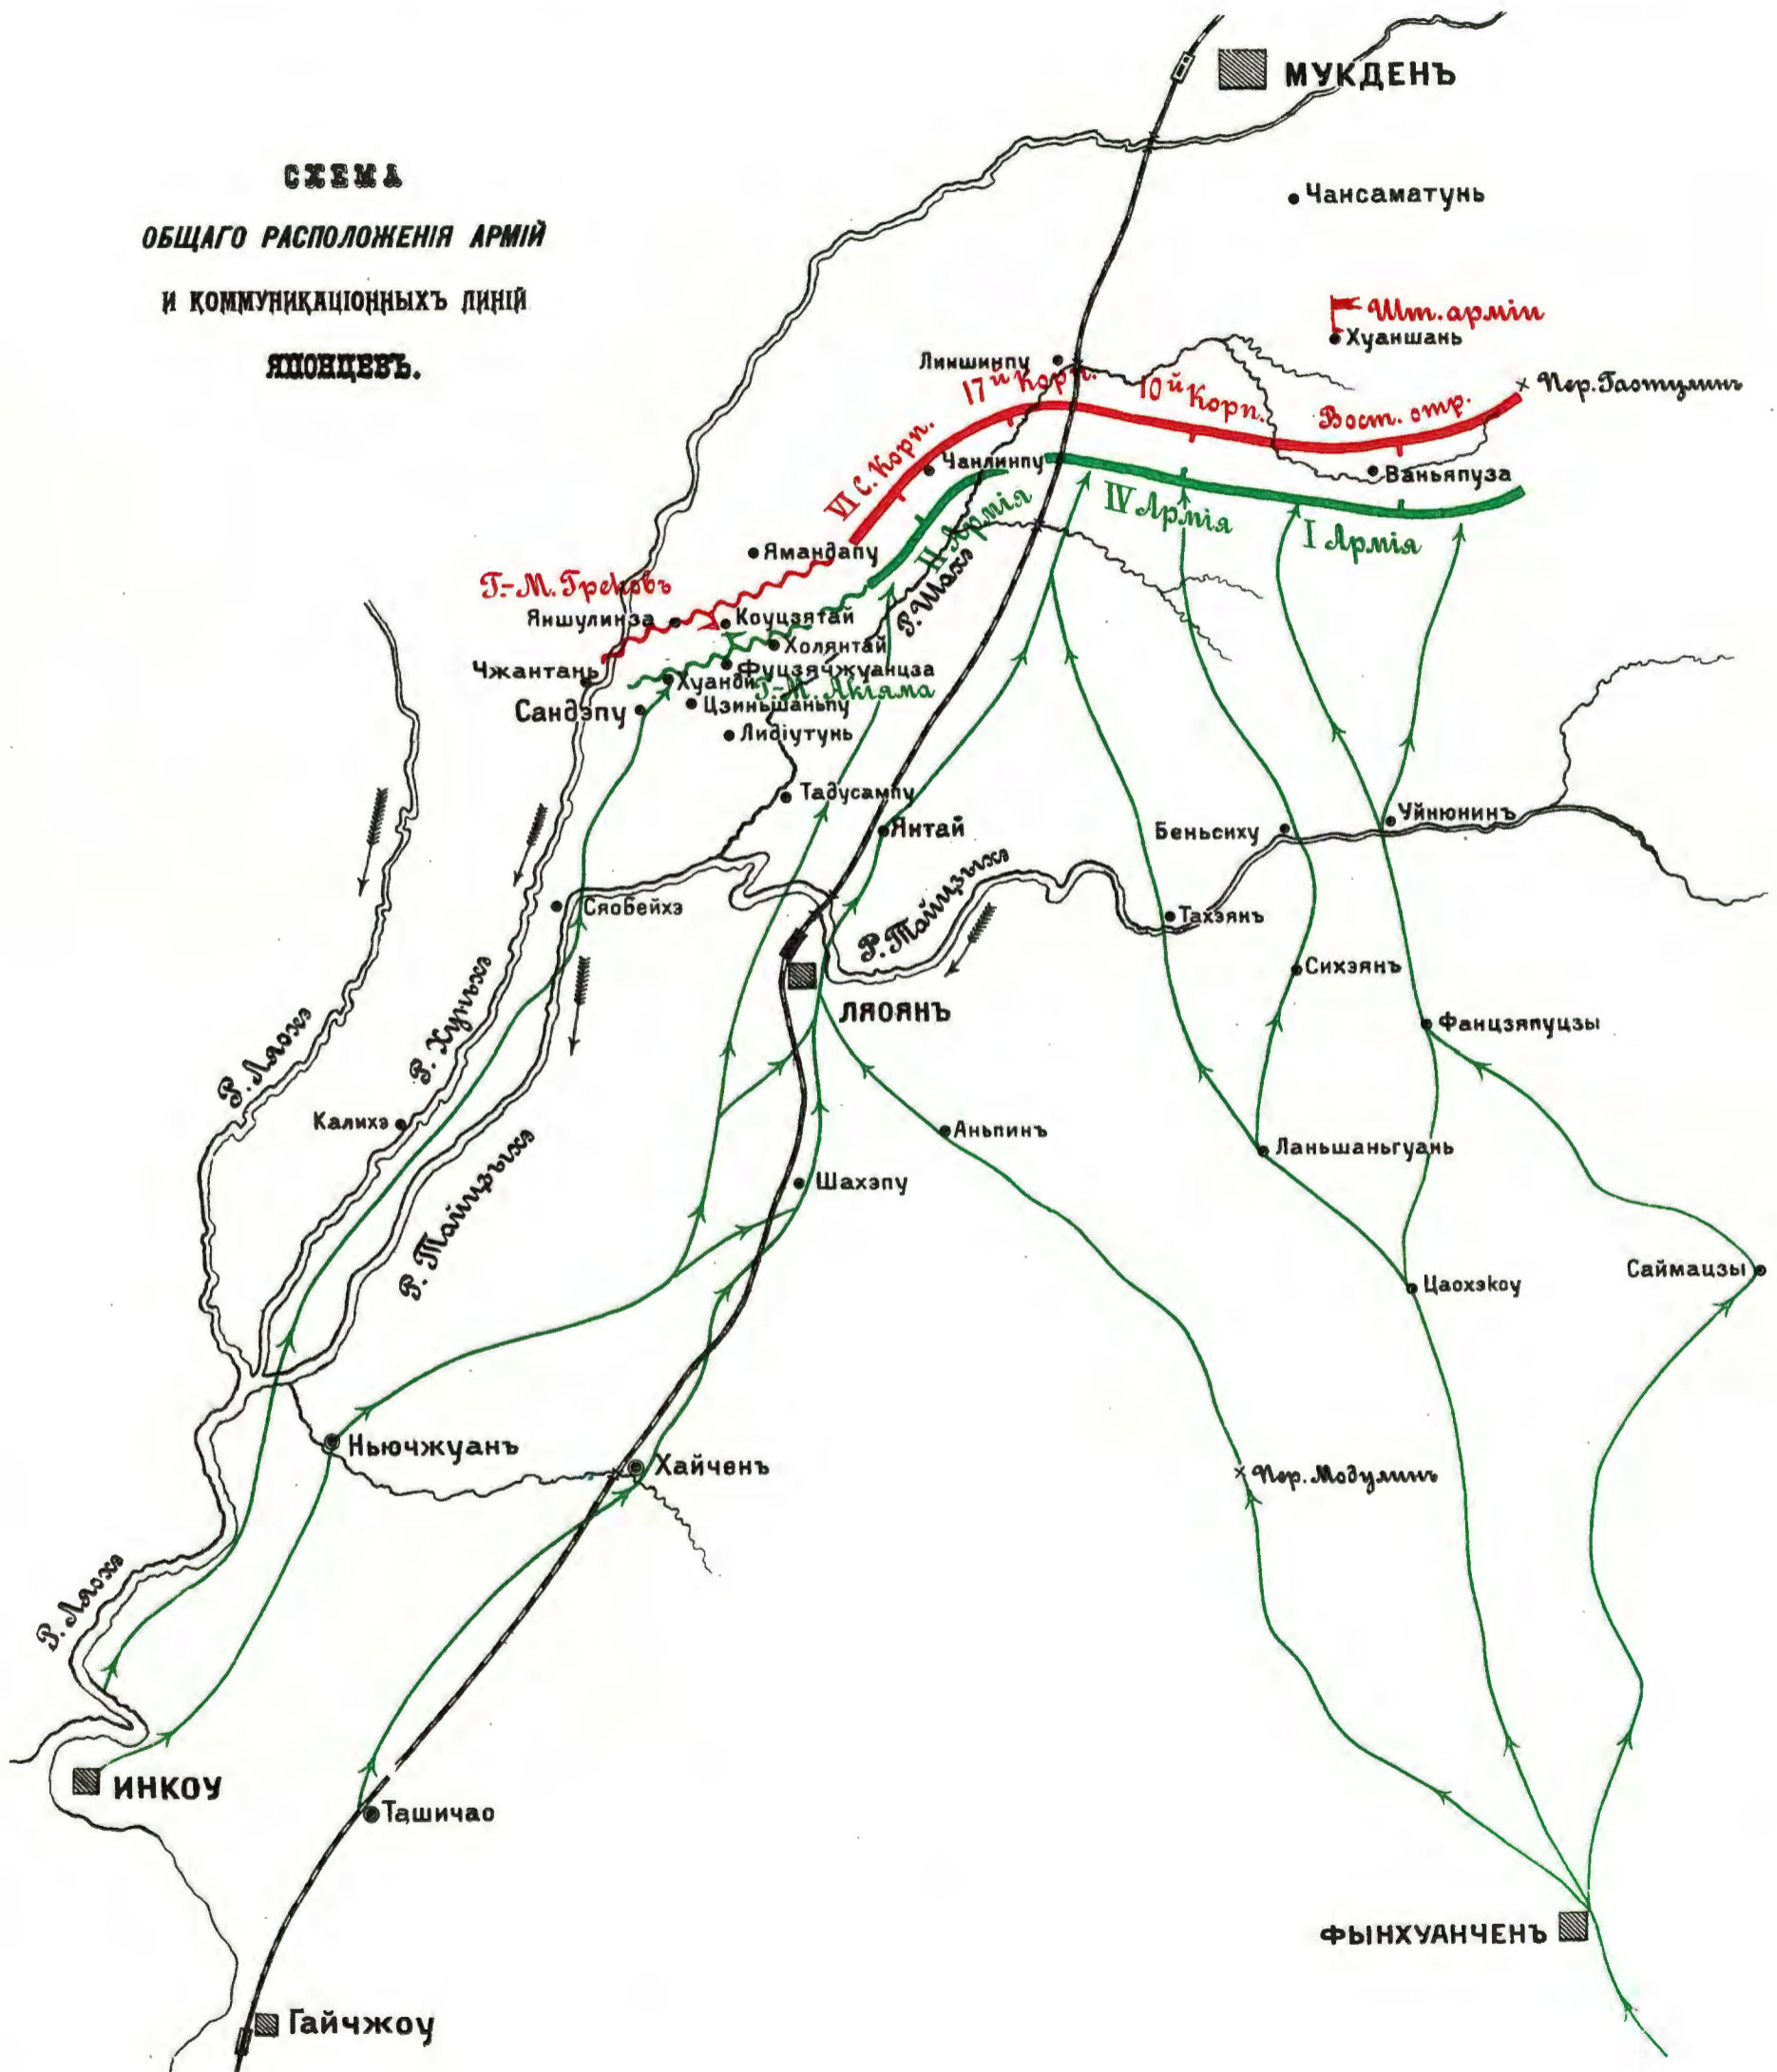 МУКДЕНЪ
СХЕМА
ОБЩАГО РАСПОЛОЖЕНІЯ АРМІЙ
И КОММУНИКАЦІОННЫХЪ ЛИНІЙ
ЯПОНЦЕВЪ.
Чансаматунь
Шт. арміи
Хуаншань
Линшинпу
17й Корп.
10й Корп.
Вост. отр.
Пер. Гаотулинъ
VI С. Корп.
Чанлинпу
Ваньяпуза
II Армія
IV Армія
I Армія
Ямандапу
Г.-М. Грековъ
Р. Шахэ
Яншулинза
Коуцзятай
Холянтай
Чжантань
Фуцзячжуанцза
Хуанди
Г.-М. Акіяма
Сандэпу
Цзиньшаньпу
Лидіутунь
Тадусампу
Янтай
Беньсиху
Уйнюнинъ
Сяобейхэ
Р. Тайцзыхэ
Тахэянъ
Сихэянъ
ЛЯОЯНЪ
Фанцзяпуцзы
Р. Ляохэ
Р. Хуньхэ
Калихэ
Аньпинъ
Ланьшаньгуань
Шахэпу
Р. Тайцзыхэ
Саймацзы
Цаохэкоу
Ньючжуанъ
Хайченъ
Пер. Модулинъ
Р. Ляохэ
ИНКОУ
Ташичао
ФЫНХУАНЧЕНЪ
Гайчжоу